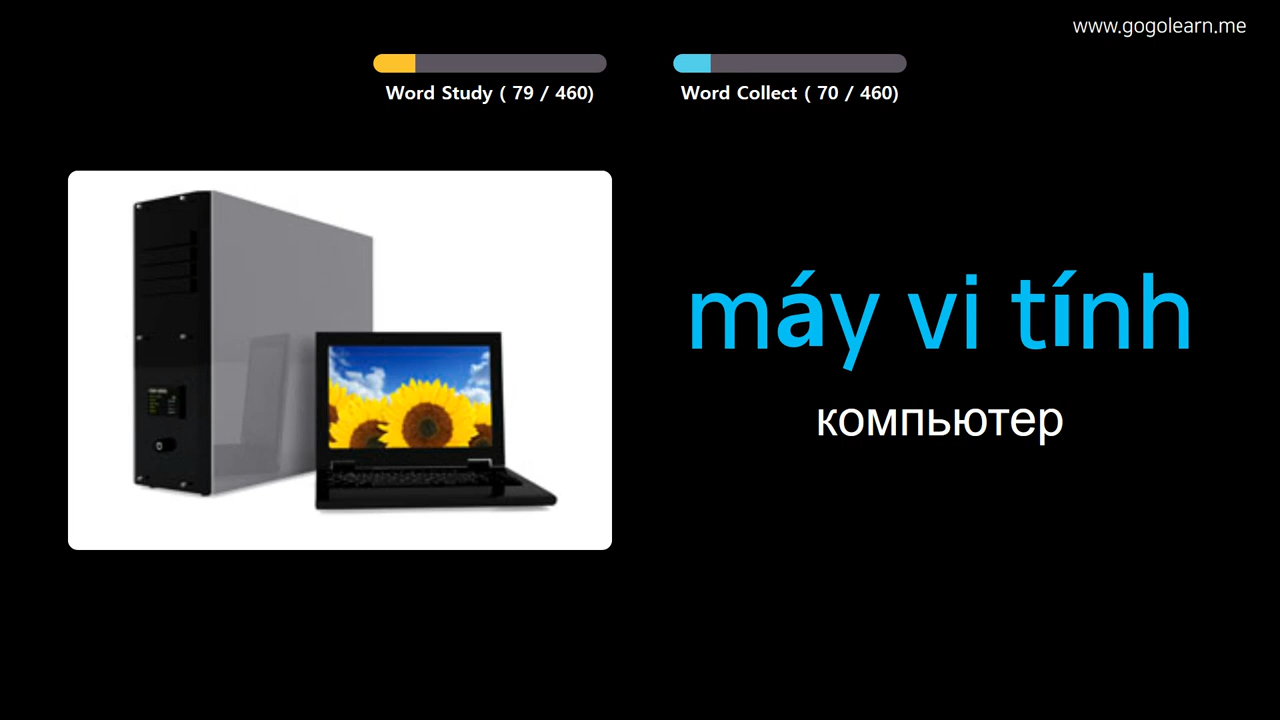 www.gogolearn.me
Word Study ( 79 / 460)
Word Collect ( 70 / 460)
máy vi tính
компьютер